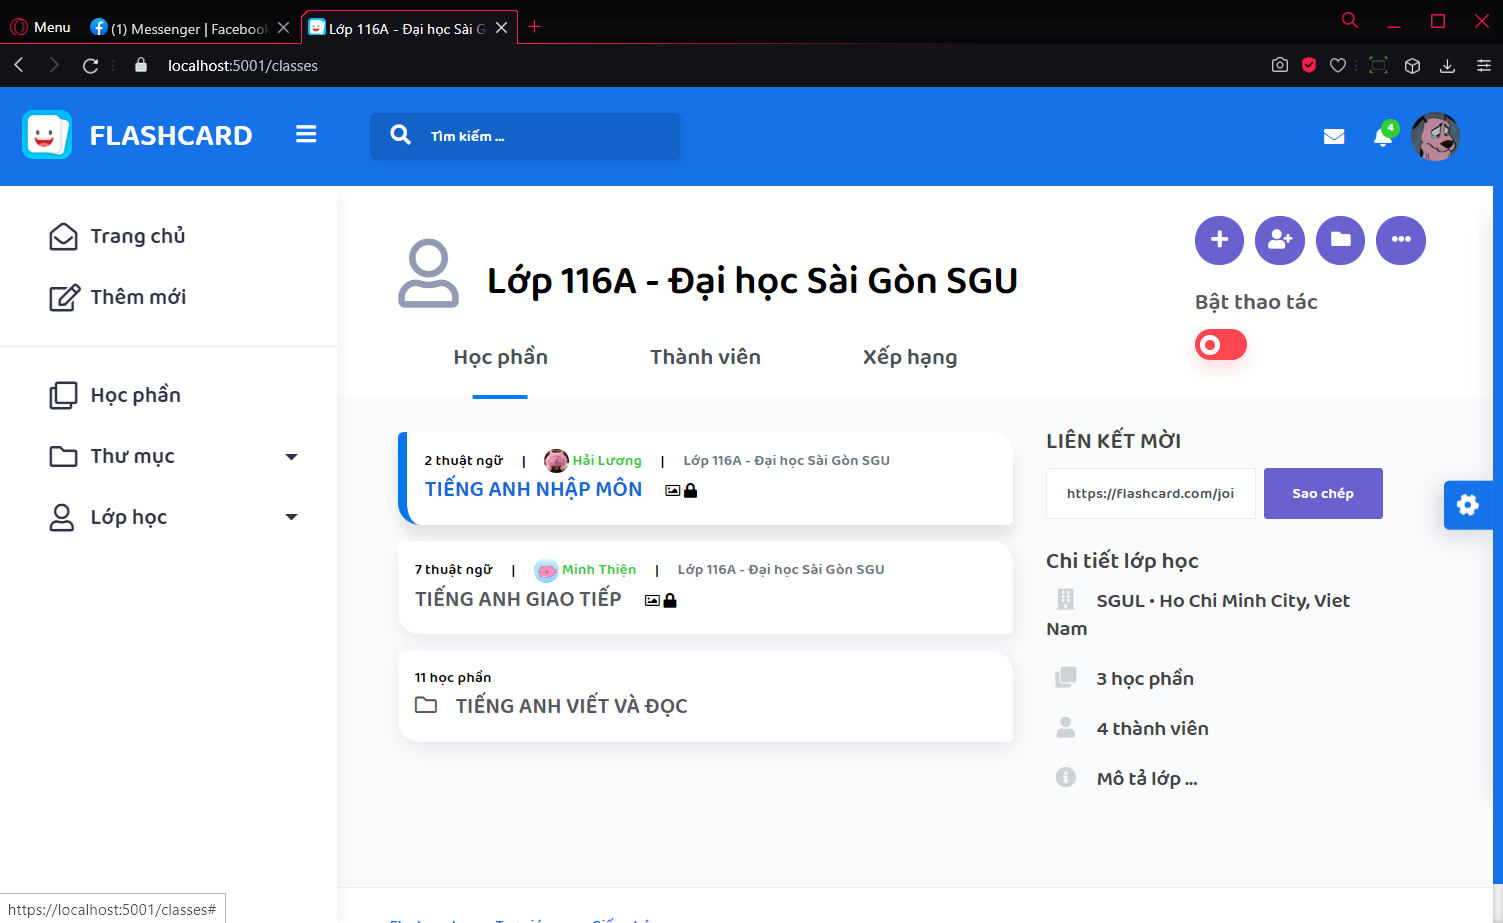 Menu
(1) Messenger | Facebook
Lớp 116A - Đại học Sài G
localhost:5001/classes
FLASHCARD
Tìm kiếm ...
4
Trang chủ
Thêm mới
Học phần
Thư mục
Lớp học
Lớp 116A - Đại học Sài Gòn SGU
Bật thao tác
Học phần
Thành viên
Xếp hạng
2 thuật ngữ | Hải Lương | Lớp 116A - Đại học Sài Gòn SGU
TIẾNG ANH NHẬP MÔN
7 thuật ngữ | Minh Thiện | Lớp 116A - Đại học Sài Gòn SGU
TIẾNG ANH GIAO TIẾP
11 học phần
TIẾNG ANH VIẾT VÀ ĐỌC
LIÊN KẾT MỜI
https://flashcard.com/joi
Sao chép
Chi tiết lớp học
SGUL • Ho Chi Minh City, Viet
Nam
3 học phần
4 thành viên
Mô tả lớp ...
https://localhost:5001/classes#